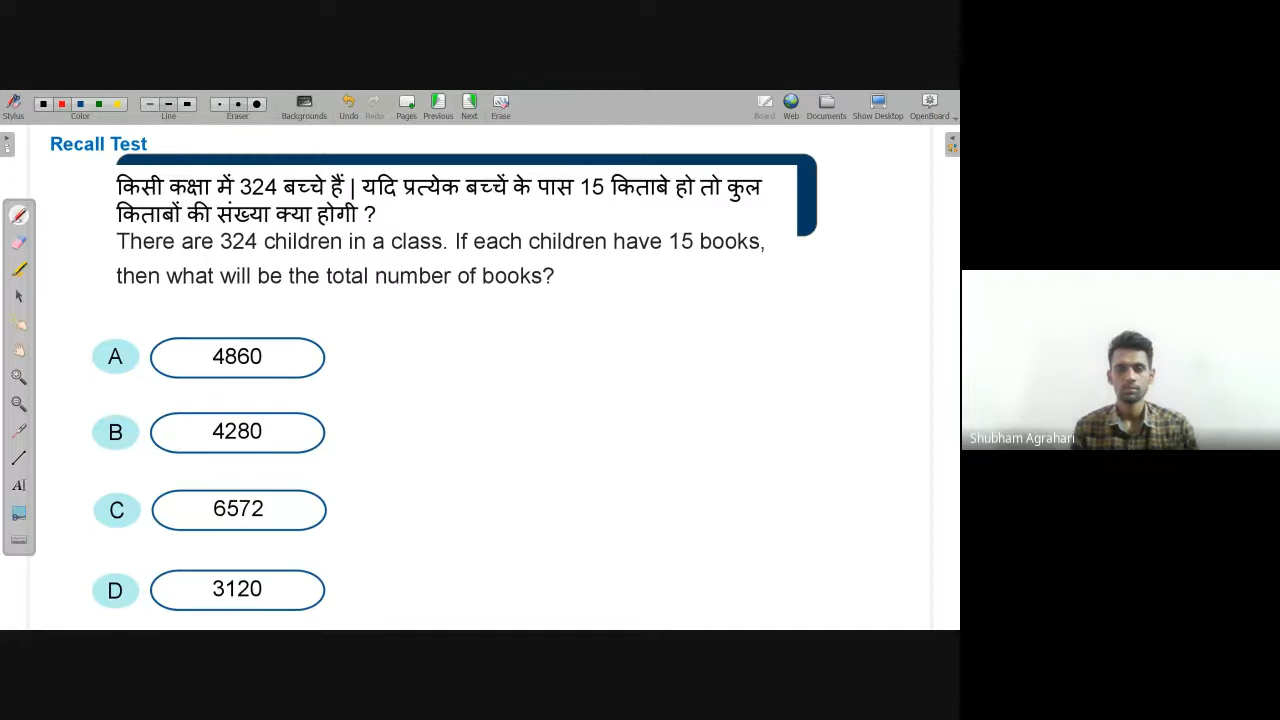 Stylus
Color
Line
Eraser
Backgrounds
Undo
Redo
Pages
Previous
Next
Erase
Board
Web
Documents
Show Desktop
OpenBoard
Recall Test
किसी कक्षा में 324 बच्चे हैं | यदि प्रत्येक बच्चें के पास 15 किताबे हो तो कुल
किताबों की संख्या क्या होगी ?
There are 324 children in a class. If each children have 15 books,
then what will be the total number of books?
A 4860
B 4280
C 6572
D 3120
Shubham Agrahari